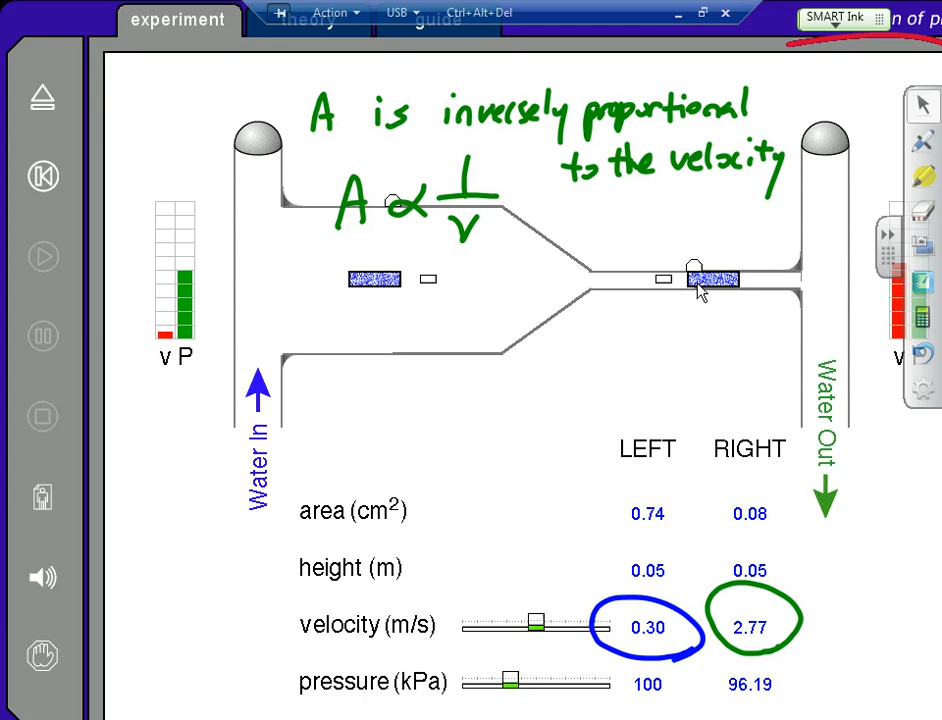 experiment
theory
guide
Action
USB
Ctrl+Alt+Del
SMART Ink
n of p
A is inversely proportional
to the velocity
A ∝ 1/v
v P
v
Water In
Water Out
LEFT RIGHT
area (cm²) 0.74 0.08
height (m) 0.05 0.05
velocity (m/s) 0.30 2.77
pressure (kPa) 100 96.19